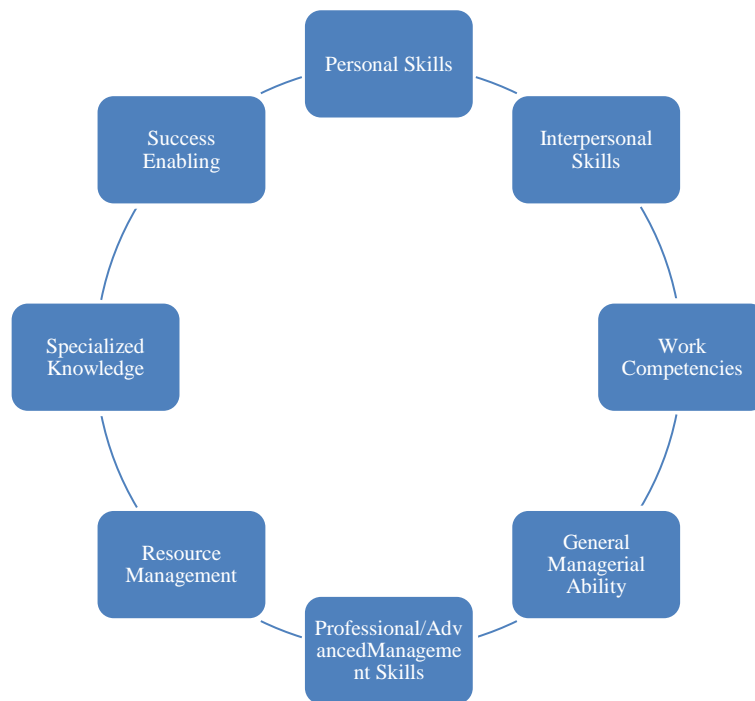 Personal Skills
Interpersonal
Skills
Work
Competencies
General
Managerial
Ability
Professional/Adv
ancedManageme
nt Skills
Resource
Management
Specialized
Knowledge
Success
Enabling